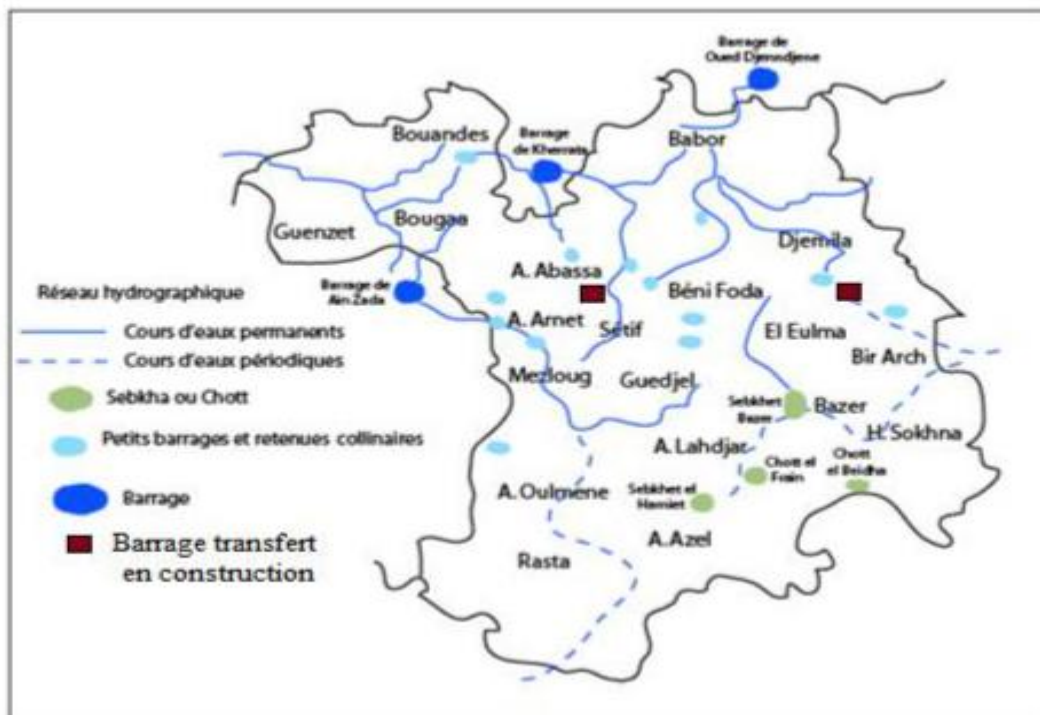 Barrage de
Oued Djenndjene
Bouandes
Barrage
de Kherrata
Babor
Guenzet
Bougaa
Djemila
Barrage de
Ain Zada
A. Abassa
Réseau hydrographique
Béni Foda
A. Arnet
Sétif
El Eulma
Cours d'eaux permanents
Bir Arch
Cours d'eaux périodiques
Mezloug
Guedjel
Sebkha ou Chott
Sebkhet
Bazer
Bazer
H. Sokhna
Petits barrages et retenues collinaires
A. Lahdjar
Chott el
Frain
Chott
el Beidha
Barrage
A. Oulmene
Sebkhet el
Hamiet
Barrage transfert
en construction
A. Azel
Rasta